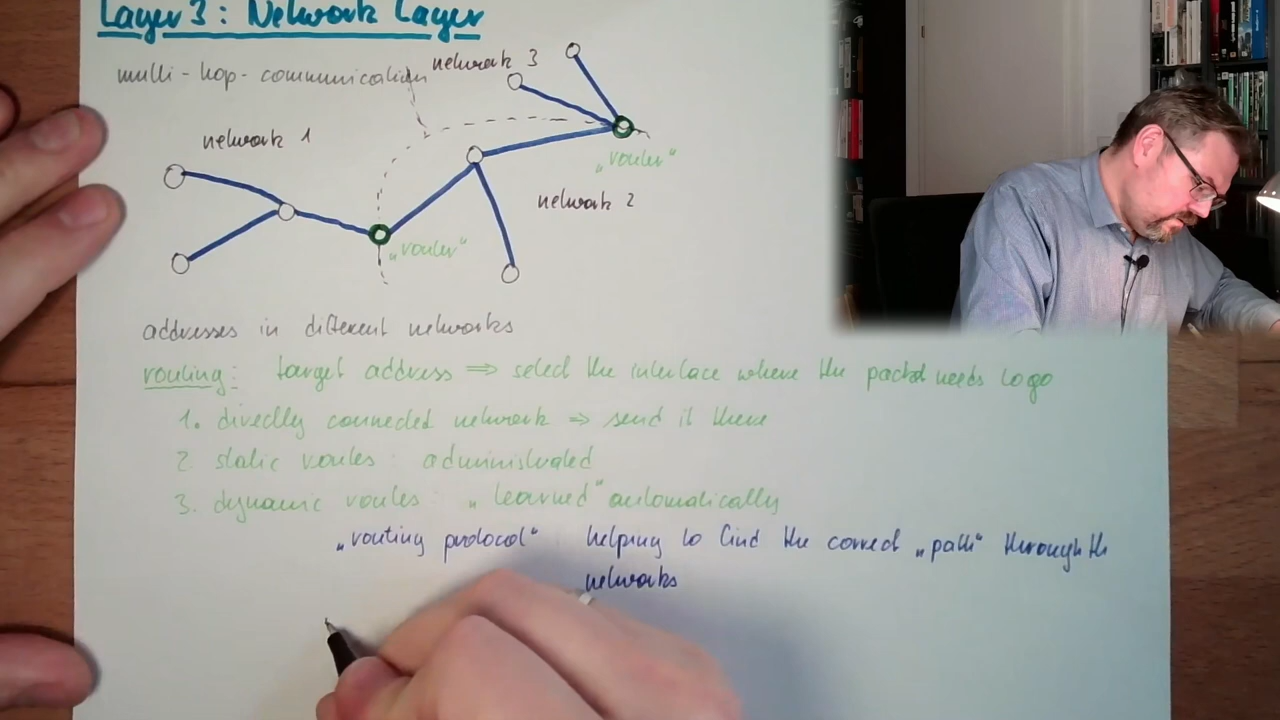 Layer 3: Network Layer
multi-hop-communication
network 3
network 1
"router"
network 2
"router"
addresses in different networks
routing: target address ⇒ select the interface where the packet needs to go
1. directly connected network ⇒ send it there
2. static routes: administrated
3. dynamic routes: „learned" automatically
„routing protocol" helping to find the correct „path" through the
networks